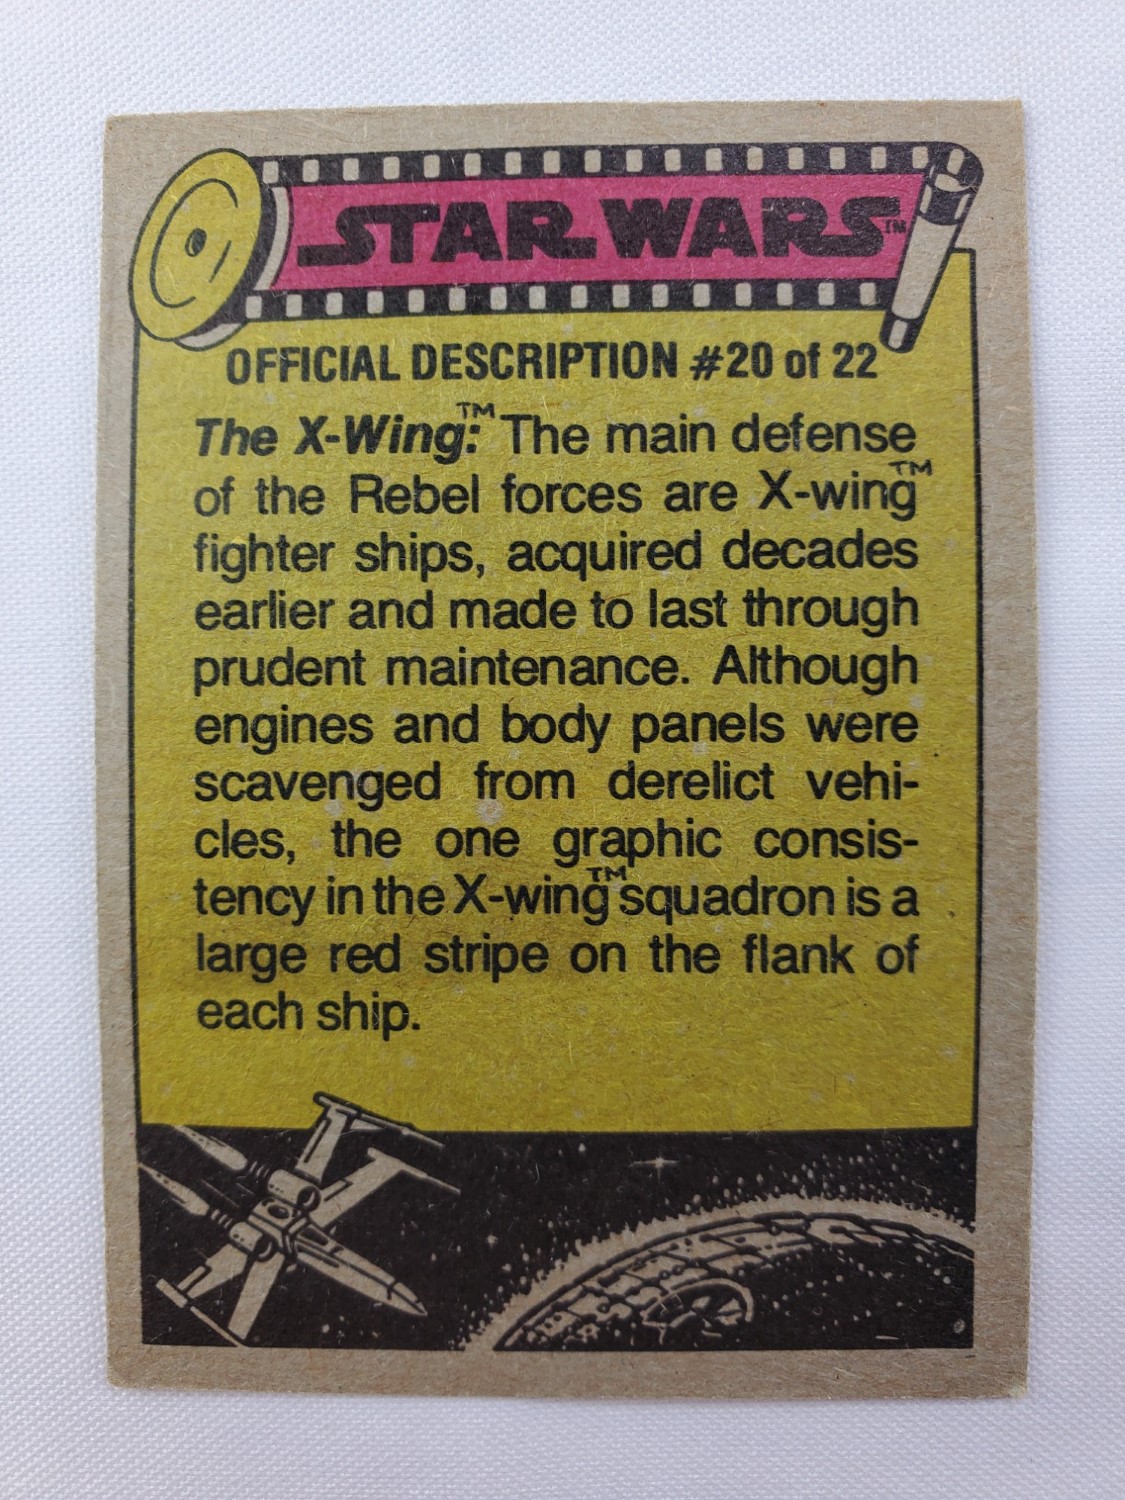 STAR WARS™
OFFICIAL DESCRIPTION #20 of 22
The X-Wing:™ The main defense
of the Rebel forces are X-wing™
fighter ships, acquired decades
earlier and made to last through
prudent maintenance. Although
engines and body panels were
scavenged from derelict vehi-
cles, the one graphic consis-
tency in the X-wing™ squadron is a
large red stripe on the flank of
each ship.